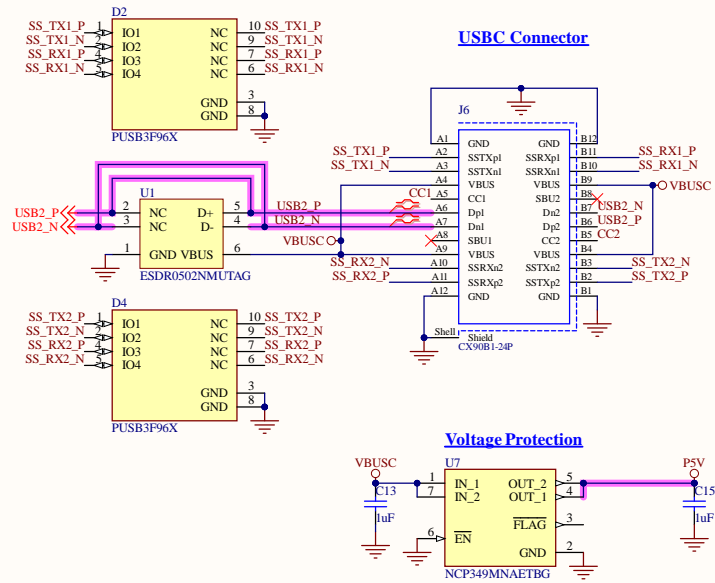 D2
SS_TX1_P 1 IO1 NC 10 SS_TX1_P
SS_TX1_N 2 IO2 NC 9 SS_TX1_N
SS_RX1_P 4 IO3 NC 7 SS_RX1_P
SS_RX1_N 5 IO4 NC 6 SS_RX1_N
GND 3
GND 8
PUSB3F96X
USB2_P
USB2_N
U1
2 NC D+ 5 USB2_P
3 NC D- 4 USB2_N
1 GND VBUS 6
ESDR0502NMUTAG
VBUSC
D4
SS_TX2_P 1 IO1 NC 10 SS_TX2_P
SS_TX2_N 2 IO2 NC 9 SS_TX2_N
SS_RX2_P 4 IO3 NC 7 SS_RX2_P
SS_RX2_N 5 IO4 NC 6 SS_RX2_N
GND 3
GND 8
PUSB3F96X
USBC Connector
J6
A1 GND GND B12
SS_TX1_P A2 SSTXp1 SSRXp1 B11 SS_RX1_P
SS_TX1_N A3 SSTXn1 SSRXn1 B10 SS_RX1_N
A4 VBUS VBUS B9 VBUSC
CC1 A5 CC1 SBU2 B8
A6 Dp1 Dn2 B7 USB2_N
A7 Dn1 Dp2 B6 USB2_P
A8 SBU1 CC2 B5 CC2
A9 VBUS VBUS B4
SS_RX2_N A10 SSRXn2 SSTXn2 B3 SS_TX2_N
SS_RX2_P A11 SSRXp2 SSTXp2 B2 SS_TX2_P
A12 GND GND B1
Shell Shield
CX90B1-24P
Voltage Protection
VBUSC
C13
1uF
U7
1 IN_1 OUT_2 5
7 IN_2 OUT_1 4
FLAG 3
6 EN
GND 2
NCP349MNAETBG
P5V
C15
1uF